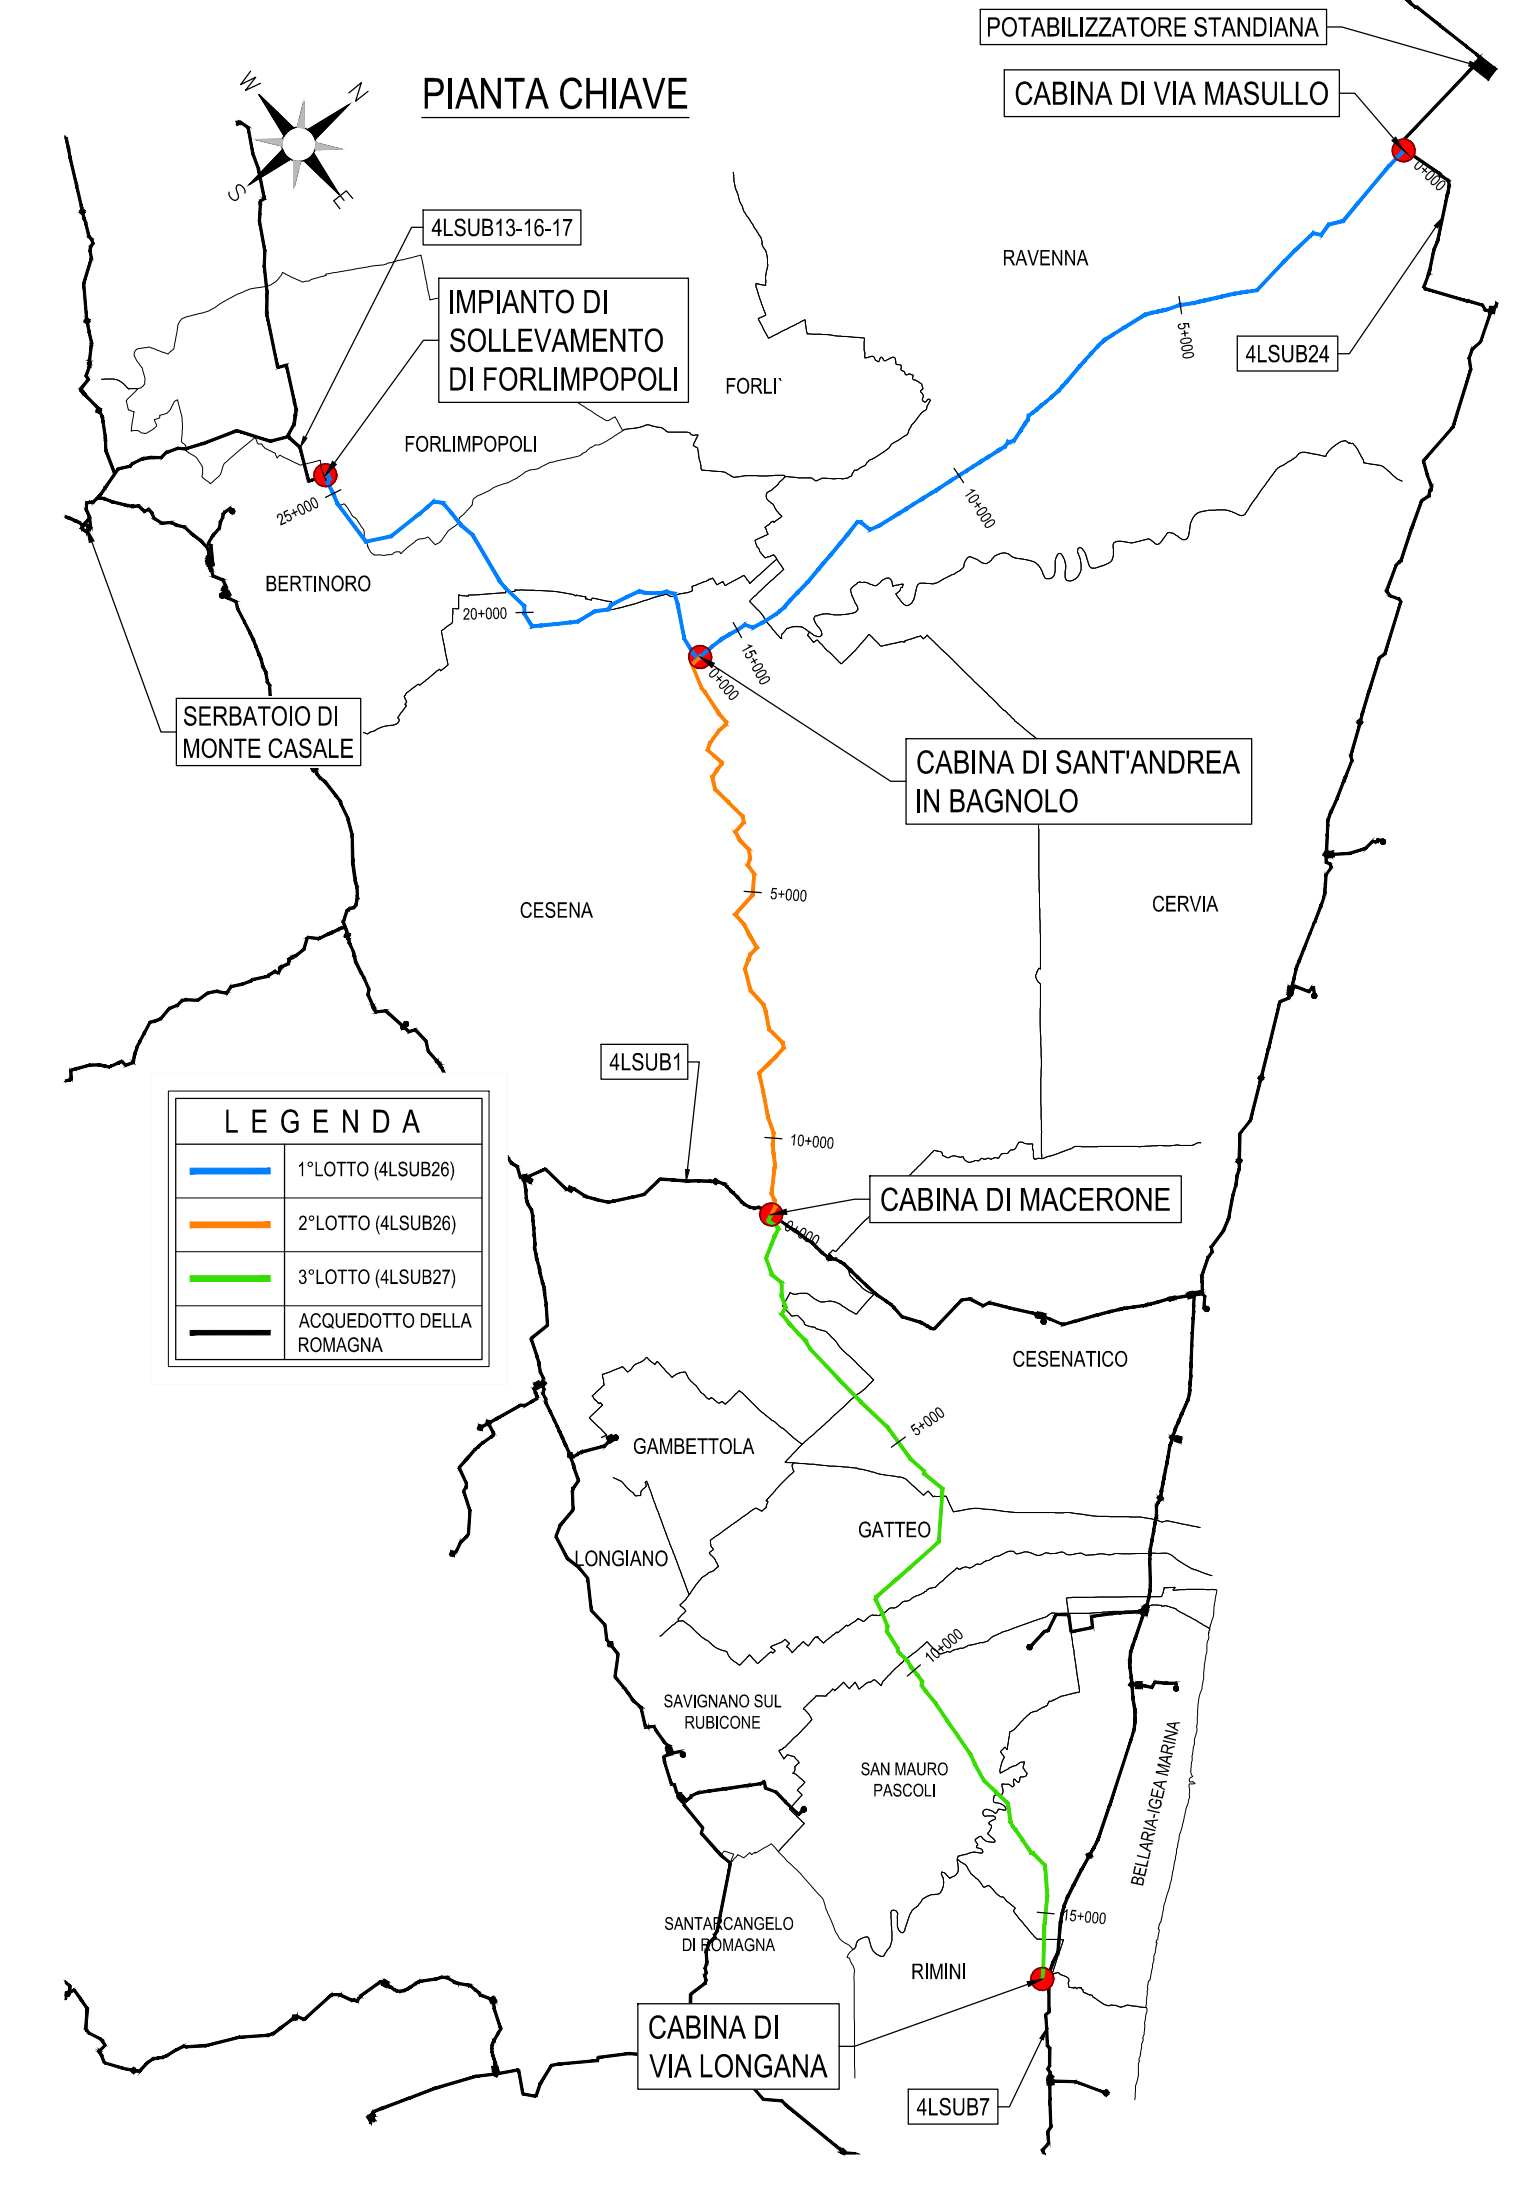 POTABILIZZATORE STANDIANA
PIANTA CHIAVE
CABINA DI VIA MASULLO
W
N
S
E
0+000
4LSUB13-16-17
RAVENNA
IMPIANTO DI
SOLLEVAMENTO
DI FORLIMPOPOLI
5+000
4LSUB24
FORLI`
FORLIMPOPOLI
25+000
10+000
BERTINORO
20+000
15+000
0+000
SERBATOIO DI
MONTE CASALE
CABINA DI SANT'ANDREA
IN BAGNOLO
5+000
CESENA
CERVIA
4LSUB1
LEGENDA
1°LOTTO (4LSUB26)
2°LOTTO (4LSUB26)
3°LOTTO (4LSUB27)
ACQUEDOTTO DELLA
ROMAGNA
10+000
CABINA DI MACERONE
0+000
CESENATICO
5+000
GAMBETTOLA
GATTEO
LONGIANO
10+000
SAVIGNANO SUL
RUBICONE
SAN MAURO
PASCOLI
BELLARIA-IGEA MARINA
15+000
SANTARCANGELO
DI ROMAGNA
RIMINI
CABINA DI
VIA LONGANA
4LSUB7